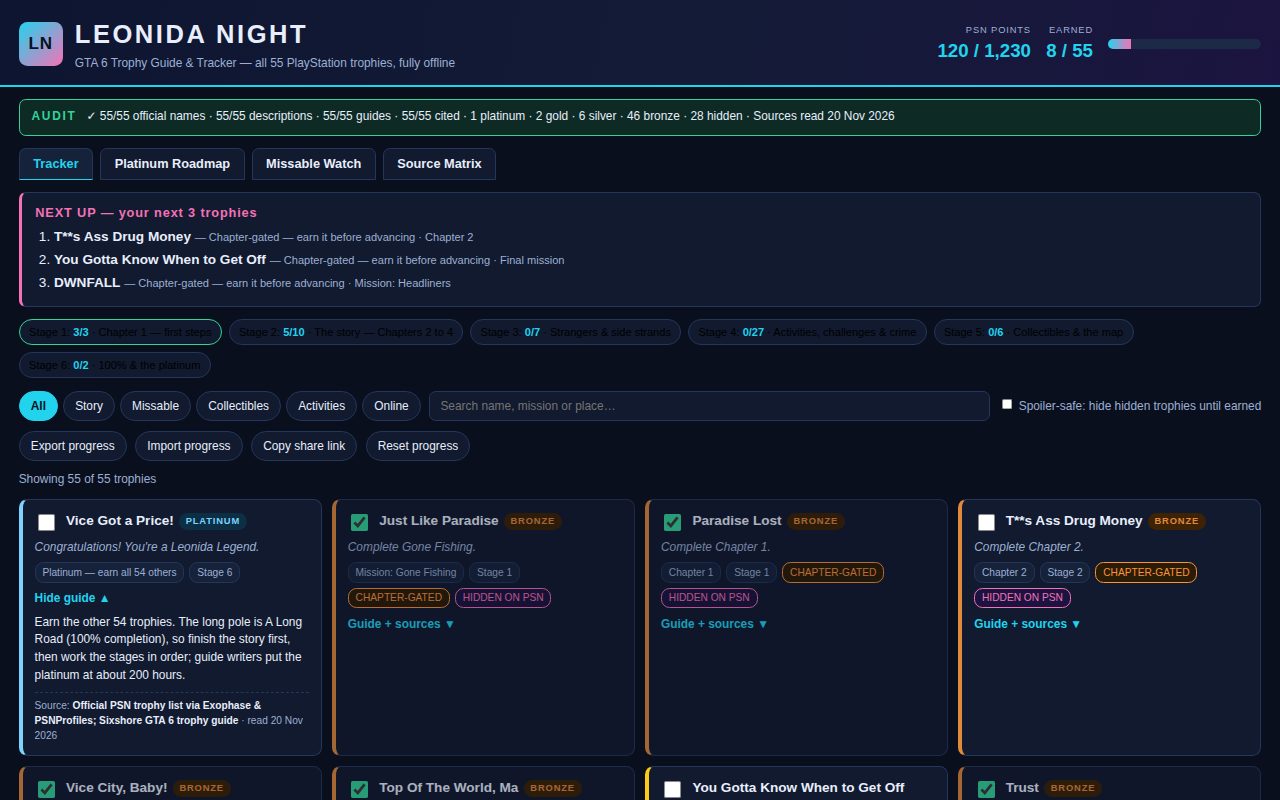 LN
LEONIDA NIGHT
GTA 6 Trophy Guide & Tracker — all 55 PlayStation trophies, fully offline
PSN POINTS EARNED
120 / 1,230 8 / 55
AUDIT ✓ 55/55 official names · 55/55 descriptions · 55/55 guides · 55/55 cited · 1 platinum · 2 gold · 6 silver · 46 bronze · 28 hidden · Sources read 20 Nov 2026
Tracker Platinum Roadmap Missable Watch Source Matrix
NEXT UP — your next 3 trophies
1. T**s Ass Drug Money — Chapter-gated — earn it before advancing · Chapter 2
2. You Gotta Know When to Get Off — Chapter-gated — earn it before advancing · Final mission
3. DWNFALL — Chapter-gated — earn it before advancing · Mission: Headliners
Stage 1: 3/3 · Chapter 1 — first steps Stage 2: 5/10 · The story — Chapters 2 to 4 Stage 3: 0/7 · Strangers & side strands Stage 4: 0/27 · Activities, challenges & crime Stage 5: 0/6 · Collectibles & the map
Stage 6: 0/2 · 100% & the platinum
All Story Missable Collectibles Activities Online Search name, mission or place… Spoiler-safe: hide hidden trophies until earned
Export progress Import progress Copy share link Reset progress
Showing 55 of 55 trophies
Vice Got a Price! PLATINUM
Congratulations! You're a Leonida Legend.
Platinum — earn all 54 others Stage 6
Hide guide ▲
Earn the other 54 trophies. The long pole is A Long
Road (100% completion), so finish the story first,
then work the stages in order; guide writers put the
platinum at about 200 hours.
Source: Official PSN trophy list via Exophase &
PSNProfiles; Sixshore GTA 6 trophy guide · read 20 Nov
2026
Just Like Paradise BRONZE
Complete Gone Fishing.
Mission: Gone Fishing Stage 1
CHAPTER-GATED HIDDEN ON PSN
Guide + sources ▼
Paradise Lost BRONZE
Complete Chapter 1.
Chapter 1 Stage 1 CHAPTER-GATED
HIDDEN ON PSN
Guide + sources ▼
T**s Ass Drug Money BRONZE
Complete Chapter 2.
Chapter 2 Stage 2 CHAPTER-GATED
HIDDEN ON PSN
Guide + sources ▼
Vice City, Baby! BRONZE
Top Of The World, Ma BRONZE
You Gotta Know When to Get Off
Trust BRONZE